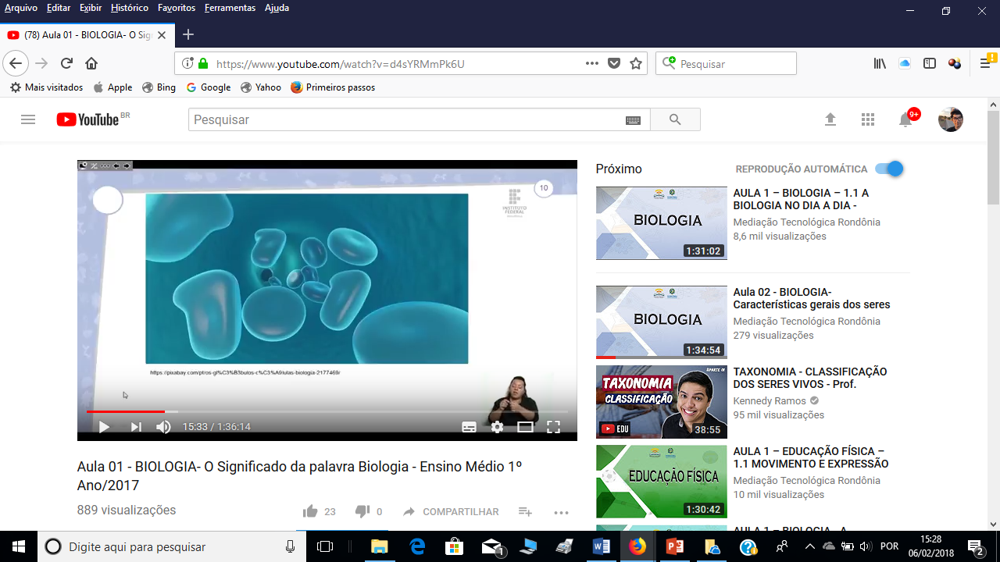 Arquivo Editar Exibir Histórico Favoritos Ferramentas Ajuda
(78) Aula 01 - BIOLOGIA- O Sig
https://www.youtube.com/watch?v=d4sYRMmPk6U
Pesquisar
Mais visitados Apple Bing Google Yahoo Primeiros passos
YouTube BR
Pesquisar
9+
10
INSTITUTO
FEDERAL
https://pixabay.com/ptros-gl%C3%B3bulos-c%C3%A9lulas-biologia-2177469/
15:33 / 1:36:14
Aula 01 - BIOLOGIA- O Significado da palavra Biologia - Ensino Médio 1º
Ano/2017
889 visualizações
23
0
COMPARTILHAR
Próximo
REPRODUÇÃO AUTOMÁTICA
BIOLOGIA
1:31:02
AULA 1 – BIOLOGIA – 1.1 A
BIOLOGIA NO DIA A DIA -
Mediação Tecnológica Rondônia
8,6 mil visualizações
BIOLOGIA
1:34:54
Aula 02 - BIOLOGIA-
Características gerais dos seres
Mediação Tecnológica Rondônia
279 visualizações
#PARTE 01
TAXONOMIA
CLASSIFICAÇÃO
EDU
38:55
TAXONOMIA - CLASSIFICAÇÃO
DOS SERES VIVOS - Prof.
Kennedy Ramos
95 mil visualizações
EDUCAÇÃO FÍSICA
1:30:42
AULA 1 – EDUCAÇÃO FÍSICA –
1.1 MOVIMENTO E EXPRESSÃO
Mediação Tecnológica Rondônia
10 mil visualizações
AULA 1 – BIOLOGIA - A
Digite aqui para pesquisar
1
POR
15:28
06/02/2018
2